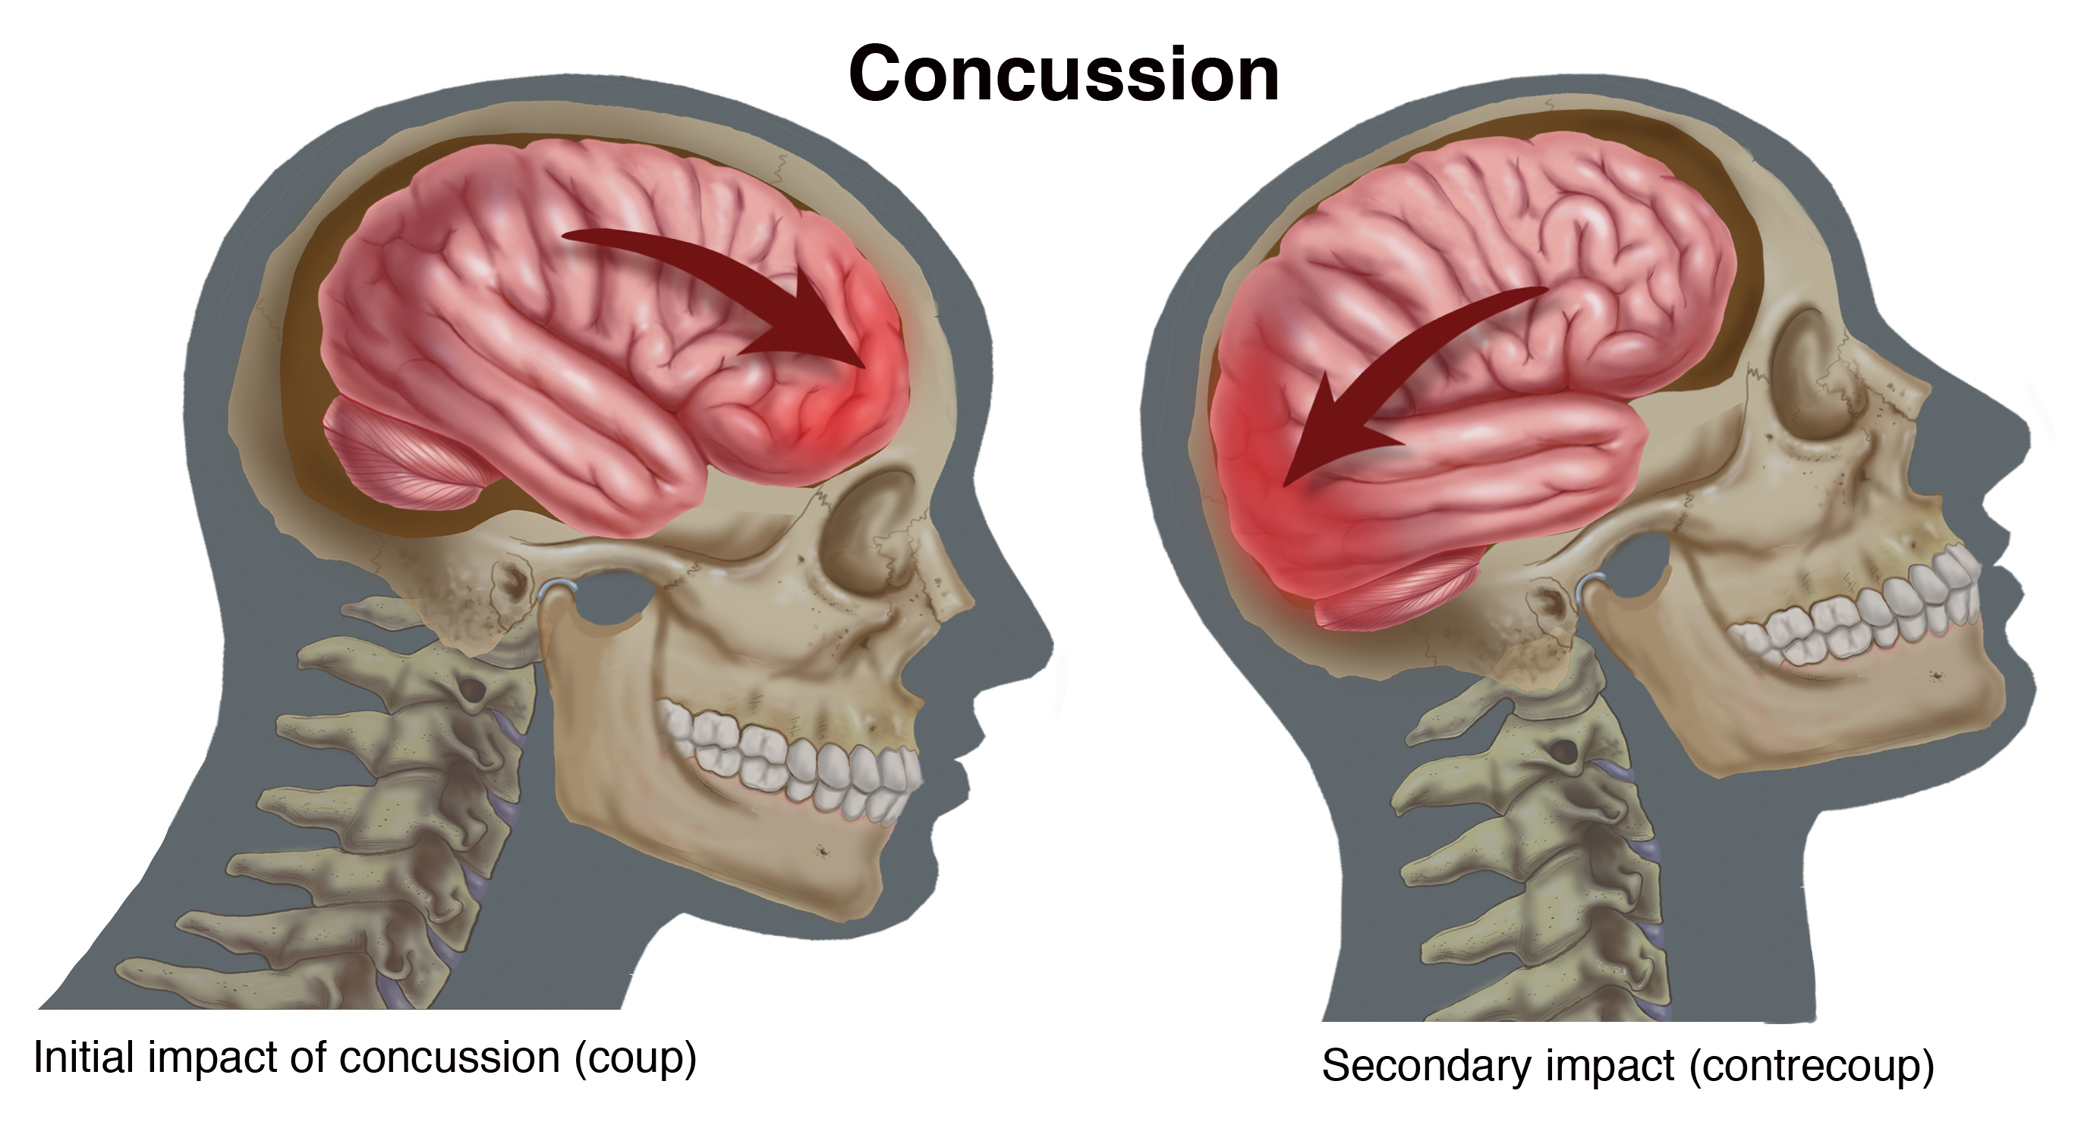 Concussion
Initial impact of concussion (coup)
Secondary impact (contrecoup)